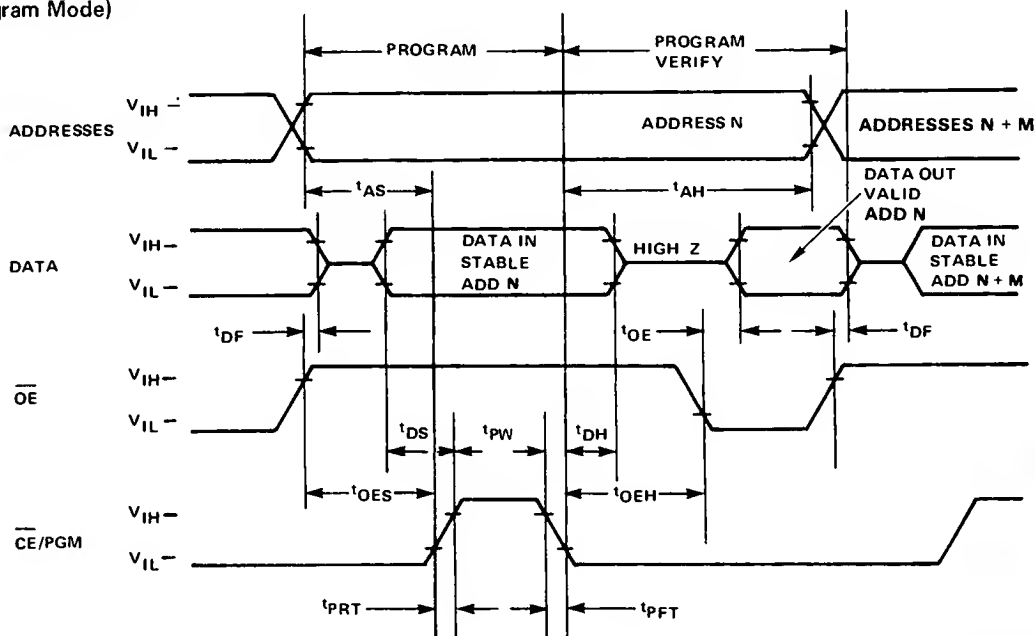 gram Mode)
PROGRAM
PROGRAM
VERIFY
ADDRESSES
VIH
VIL
ADDRESS N
ADDRESSES N + M
tAS
tAH
DATA OUT
VALID
ADD N
DATA
VIH
VIL
DATA IN
STABLE
ADD N
HIGH Z
DATA IN
STABLE
ADD N + M
tDF
tOE
tDF
OE
VIH
VIL
tDS
tPW
tDH
tOES
tOEH
CE/PGM
VIH
VIL
tPRT
tPFT